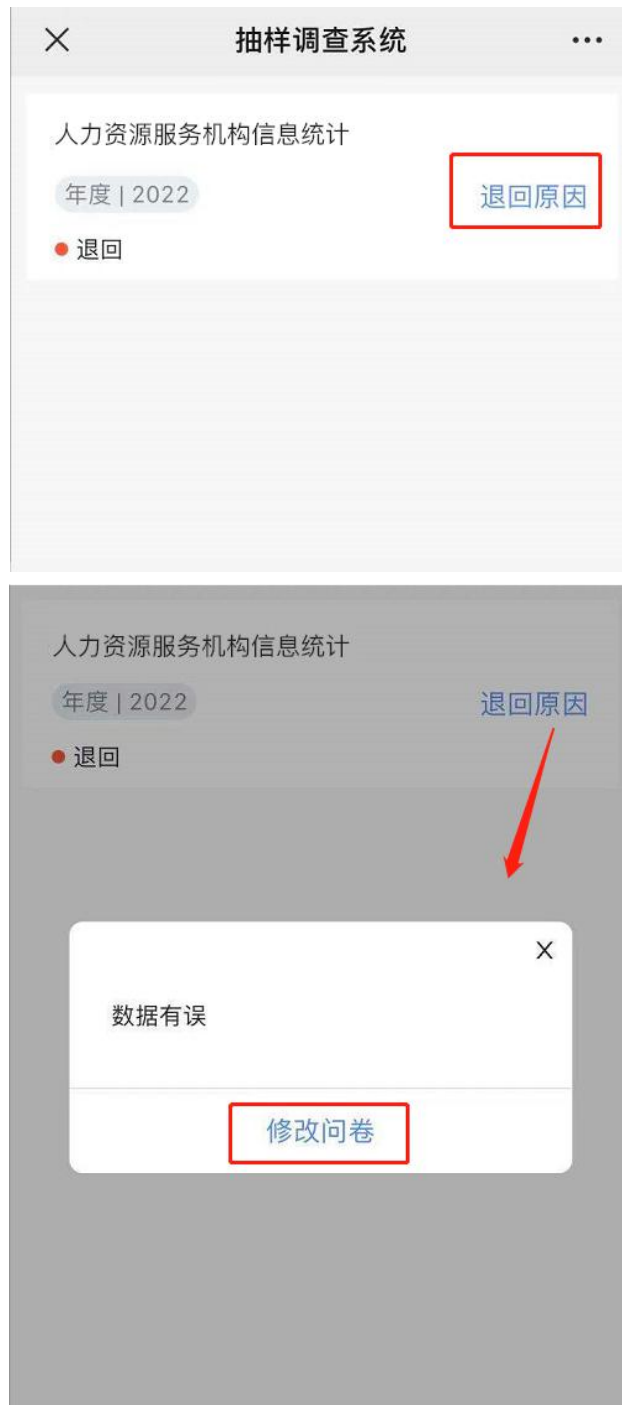 抽样调查系统
人力资源服务机构信息统计
年度 | 2022
退回原因
退回
人力资源服务机构信息统计
年度 | 2022
退回原因
退回
数据有误
修改问卷